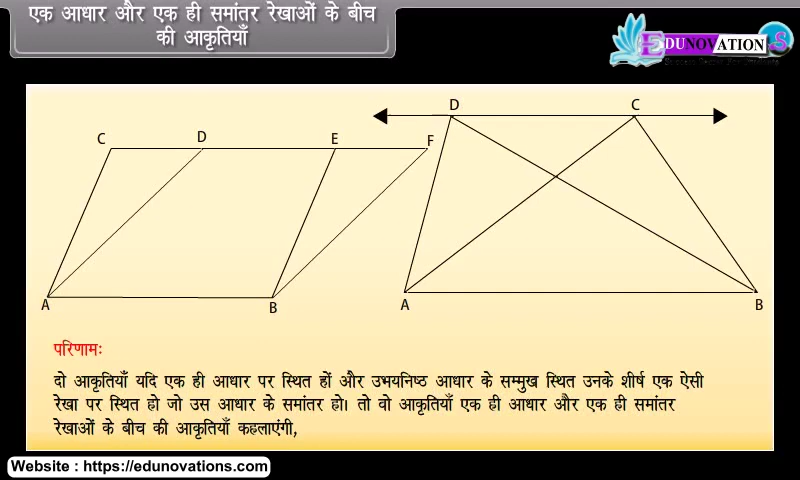 एक आधार और एक ही समांतर रेखाओं के बीच
की आकृतियाँ
EDUNOVATIONS
D C
C D E F
A B A B
परिणामः
दो आकृतियाँ यदि एक ही आधार पर स्थित हों और उभयनिष्ठ आधार के सम्मुख स्थित उनके शीर्ष एक ऐसी
रेखा पर स्थित हो जो उस आधार के समांतर हो। तो वो आकृतियाँ एक ही आधार और एक ही समांतर
रेखाओं के बीच की आकृतियाँ कहलाएंगी,
Website : https://edunovations.com